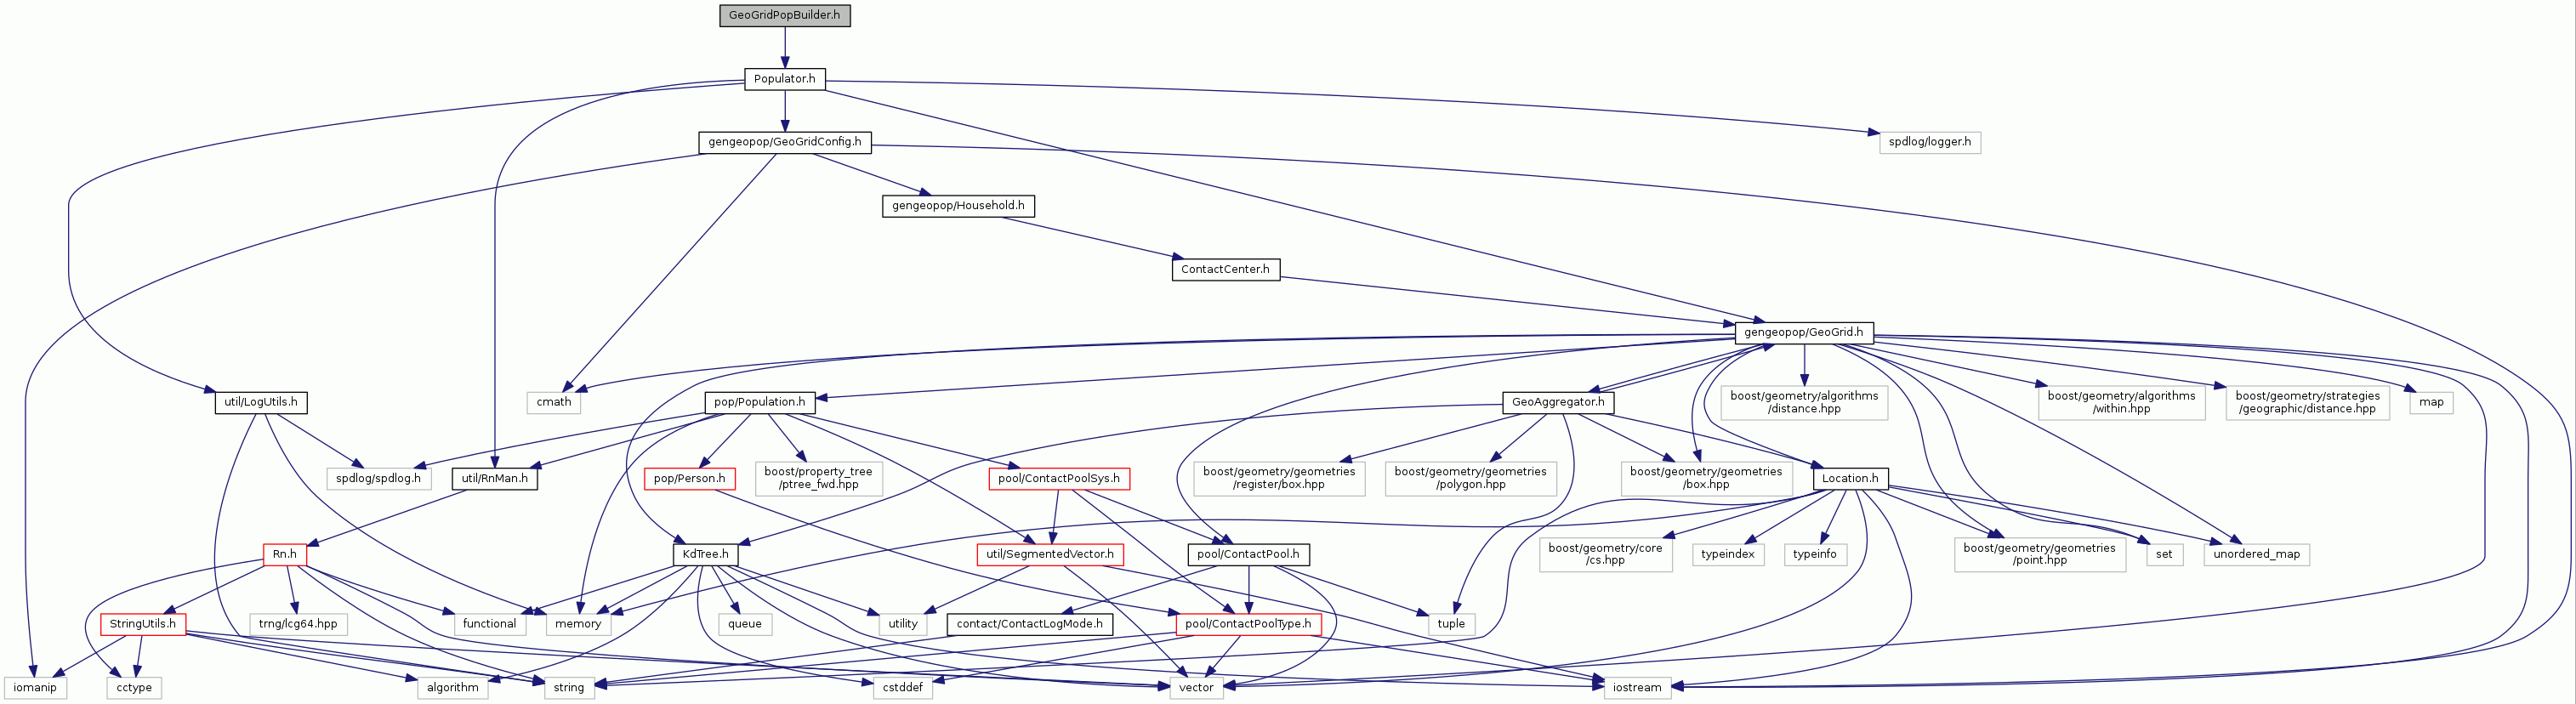 GeoGridPopBuilder.h
Populator.h
gengeopop/GeoGridConfig.h
spdlog/logger.h
gengeopop/Household.h
ContactCenter.h
gengeopop/GeoGrid.h
util/LogUtils.h
cmath
pop/Population.h
GeoAggregator.h
boost/geometry/algorithms
/distance.hpp
boost/geometry/algorithms
/within.hpp
boost/geometry/strategies
/geographic/distance.hpp
map
spdlog/spdlog.h
util/RnMan.h
pop/Person.h
boost/property_tree
/ptree_fwd.hpp
pool/ContactPoolSys.h
boost/geometry/geometries
/register/box.hpp
boost/geometry/geometries
/polygon.hpp
boost/geometry/geometries
/box.hpp
Location.h
Rn.h
KdTree.h
util/SegmentedVector.h
pool/ContactPool.h
boost/geometry/core
/cs.hpp
typeindex
typeinfo
boost/geometry/geometries
/point.hpp
set
unordered_map
StringUtils.h
trng/lcg64.hpp
functional
memory
queue
utility
contact/ContactLogMode.h
pool/ContactPoolType.h
tuple
iomanip
cctype
algorithm
string
cstddef
vector
iostream